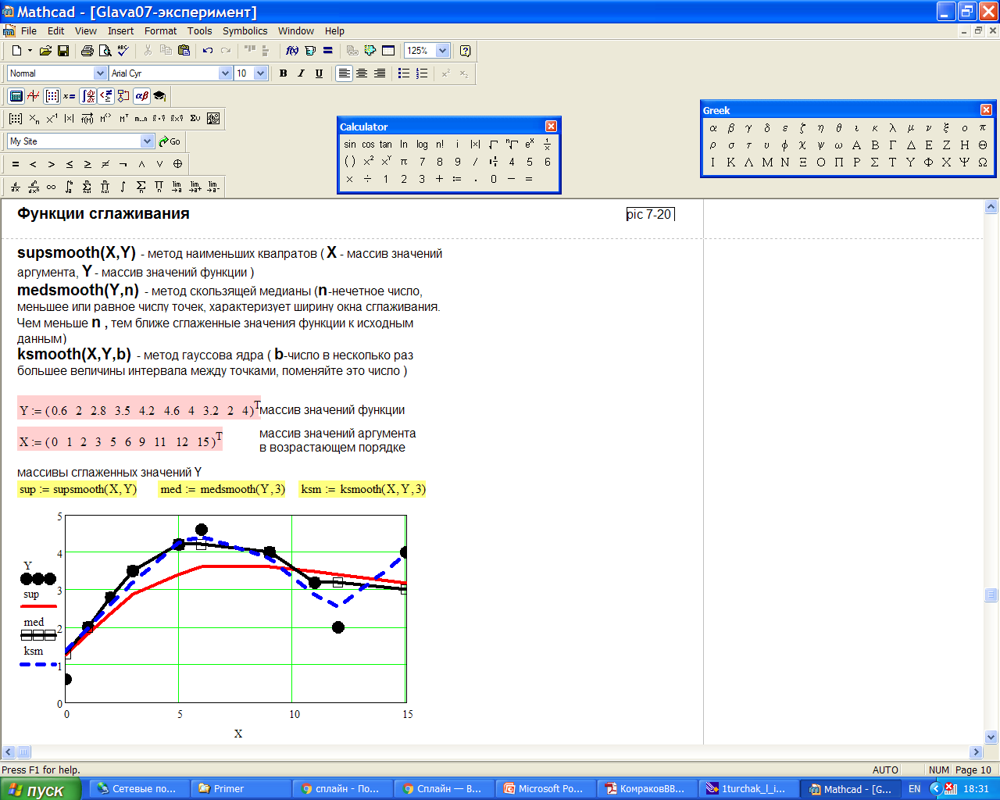 Mathcad - [Glava07-эксперимент]
File Edit View Insert Format Tools Symbolics Window Help
125%
Normal Arial Cyr 10 B I U
My Site Go
Calculator
sin cos tan ln log n! i |×| √ ⁿ√ eˣ 1/x
( ) x² xʸ π 7 8 9 / 4 5 6
× ÷ 1 2 3 + := . 0 − =
Greek
α β γ δ ε ζ η θ ι κ λ μ ν ξ ο π
ρ σ τ υ ϕ χ ψ ω Α Β Γ Δ Ε Ζ Η Θ
Ι Κ Λ Μ Ν Ξ Ο Π Ρ Σ Τ Υ Φ Χ Ψ Ω
Функции сглаживания
pic 7-20
supsmooth(X,Y) - метод наименьших квалратов ( X - массив значений
аргумента, Y - массив значений функции )
medsmooth(Y,n) - метод скользящей медианы (n-нечетное число,
меньшее или равное числу точек, характеризует ширину окна сглаживания.
Чем меньше n , тем ближе сглаженные значения функции к исходным
данным)
ksmooth(X,Y,b) - метод гауссова ядра ( b-число в несколько раз
большее величины интервала между точками, поменяйте это число )
Y := ( 0.6 2 2.8 3.5 4.2 4.6 4 3.2 2 4 )ᵀ массив значений функции
X := ( 0 1 2 3 5 6 9 11 12 15 )ᵀ массив значений аргумента
в возрастающем порядке
массивы сглаженных значений Y
sup := supsmooth(X,Y) med := medsmooth(Y,3) ksm := ksmooth(X,Y,3)
5
4
3
2
1
0
Y
sup
med
ksm
0 5 10 15
X
Press F1 for help.
AUTO NUM Page 10
пуск Сетевые по... Primer сплайн - По... Сплайн — В... Microsoft Po... КомраковВВ... 1turchak_l_i... Mathcad - [G... EN 18:31